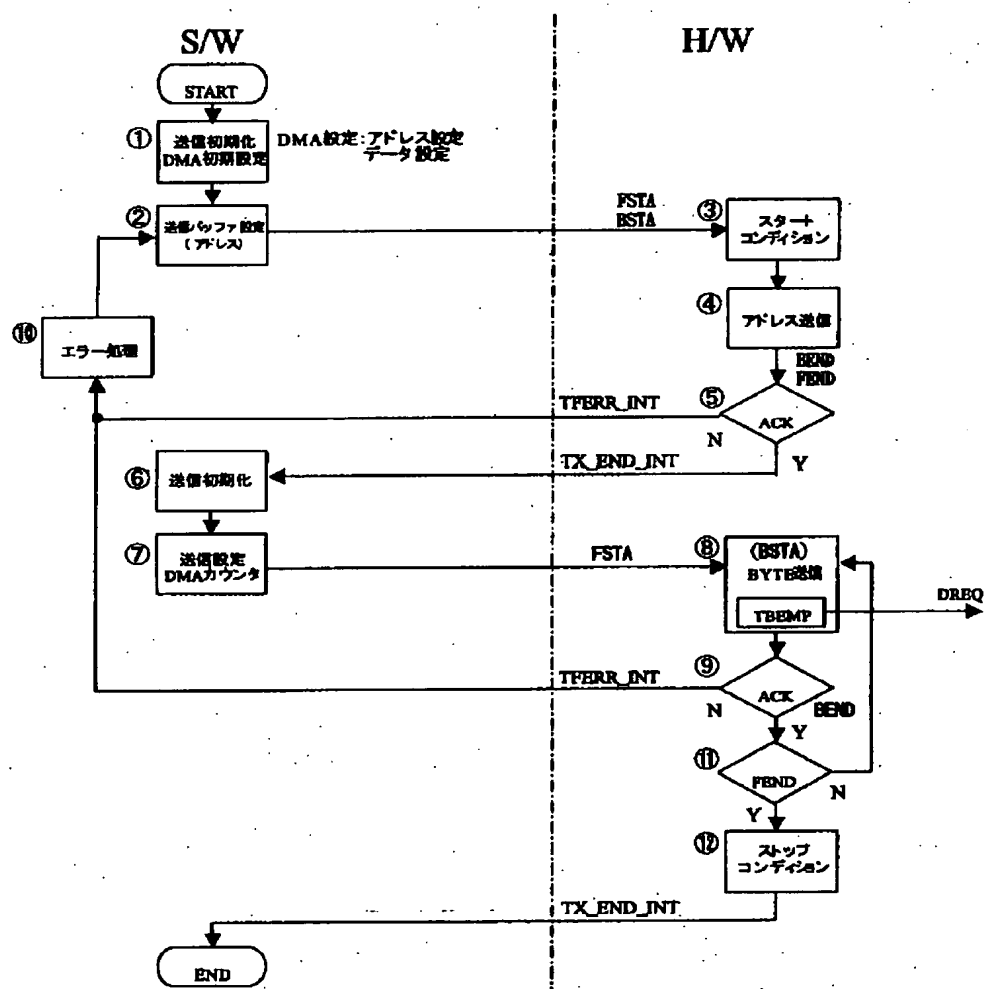 S/W
H/W
START
①
送信初期化
DMA初期設定
DMA設定:アドレス設定
データ設定
②
送信バッファ設定
(アドレス)
FSTA
BSTA
③
スタート
コンディション
④
アドレス送信
⑩
エラー処理
BEND
FEND
⑤
ACK
TFERR_INT
N
Y
TX_END_INT
⑥
送信初期化
⑦
送信設定
DMAカウンタ
FSTA
⑧
(BSTA)
BYTE送信
TBEMP
DREQ
⑨
ACK
TFERR_INT
N
BEND
Y
⑪
FEND
N
Y
⑫
ストップ
コンディション
TX_END_INT
END